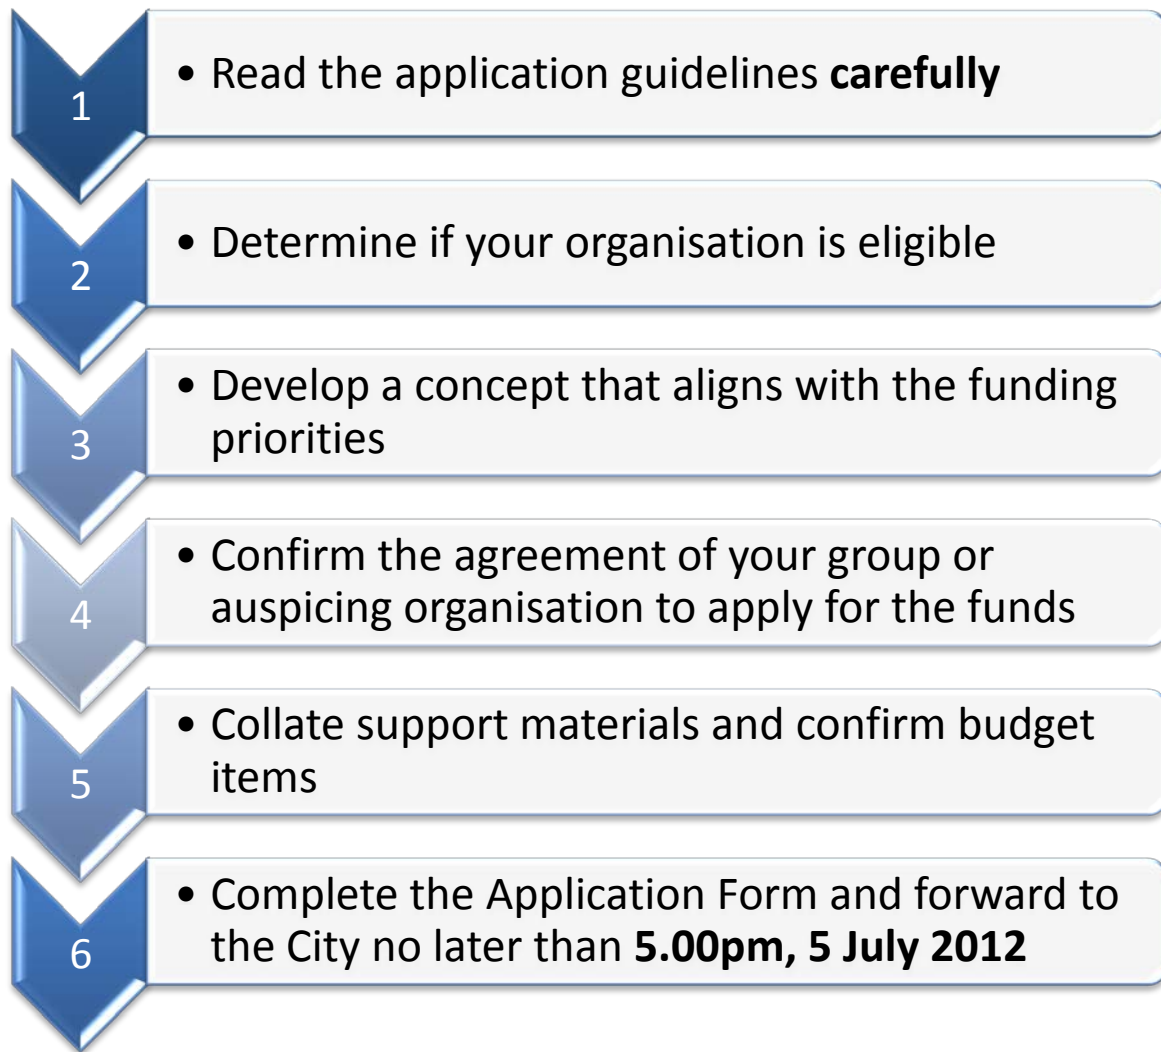 1
• Read the application guidelines carefully
2
• Determine if your organisation is eligible
3
• Develop a concept that aligns with the funding
priorities
4
• Confirm the agreement of your group or
auspicing organisation to apply for the funds
5
• Collate support materials and confirm budget
items
6
• Complete the Application Form and forward to
the City no later than 5.00pm, 5 July 2012